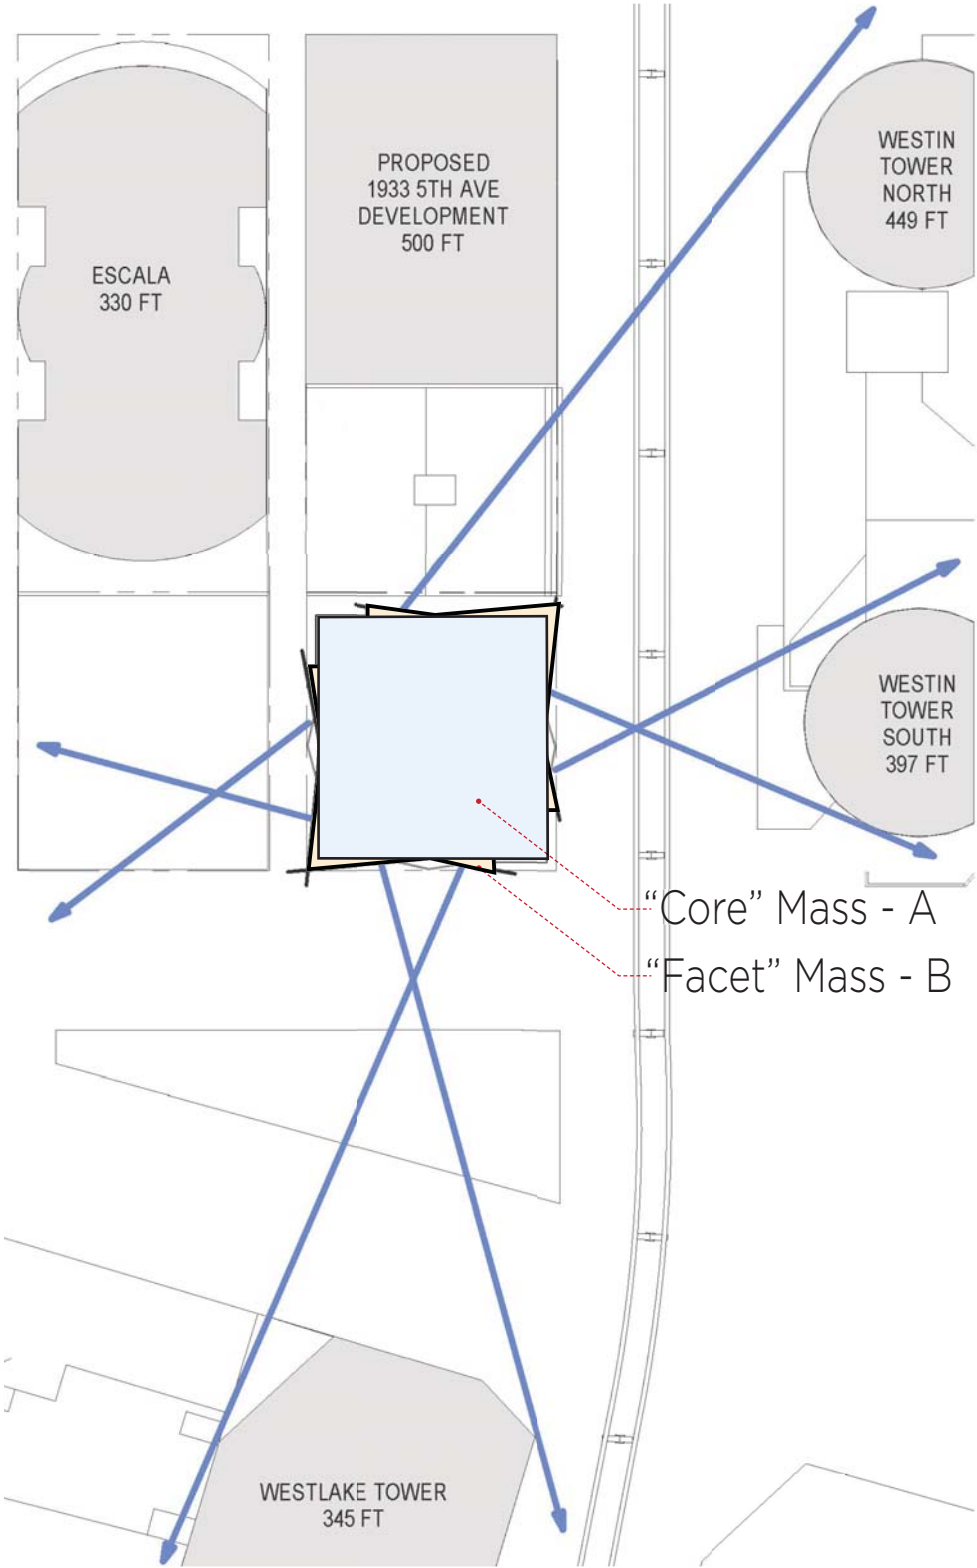 WESTIN
TOWER
NORTH
449 FT
PROPOSED
1933 5TH AVE
DEVELOPMENT
500 FT
ESCALA
330 FT
WESTIN
TOWER
SOUTH
397 FT
“Core” Mass - A
“Facet” Mass - B
WESTLAKE TOWER
345 FT